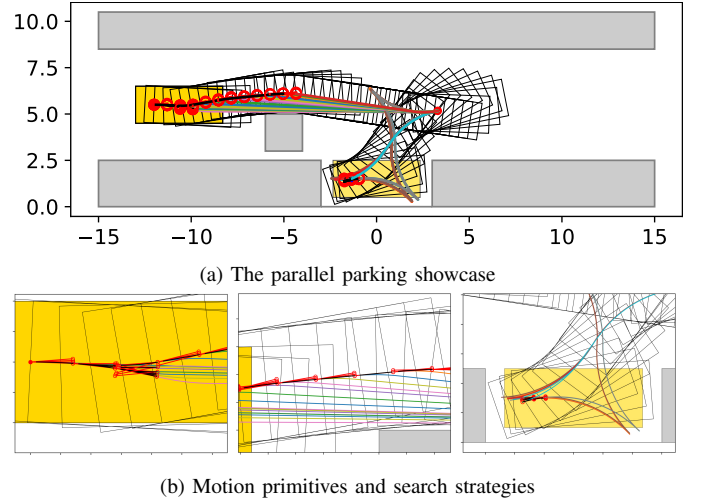 10.0
7.5
5.0
2.5
0.0
−15 −10 −5 0 5 10 15
(a) The parallel parking showcase
(b) Motion primitives and search strategies